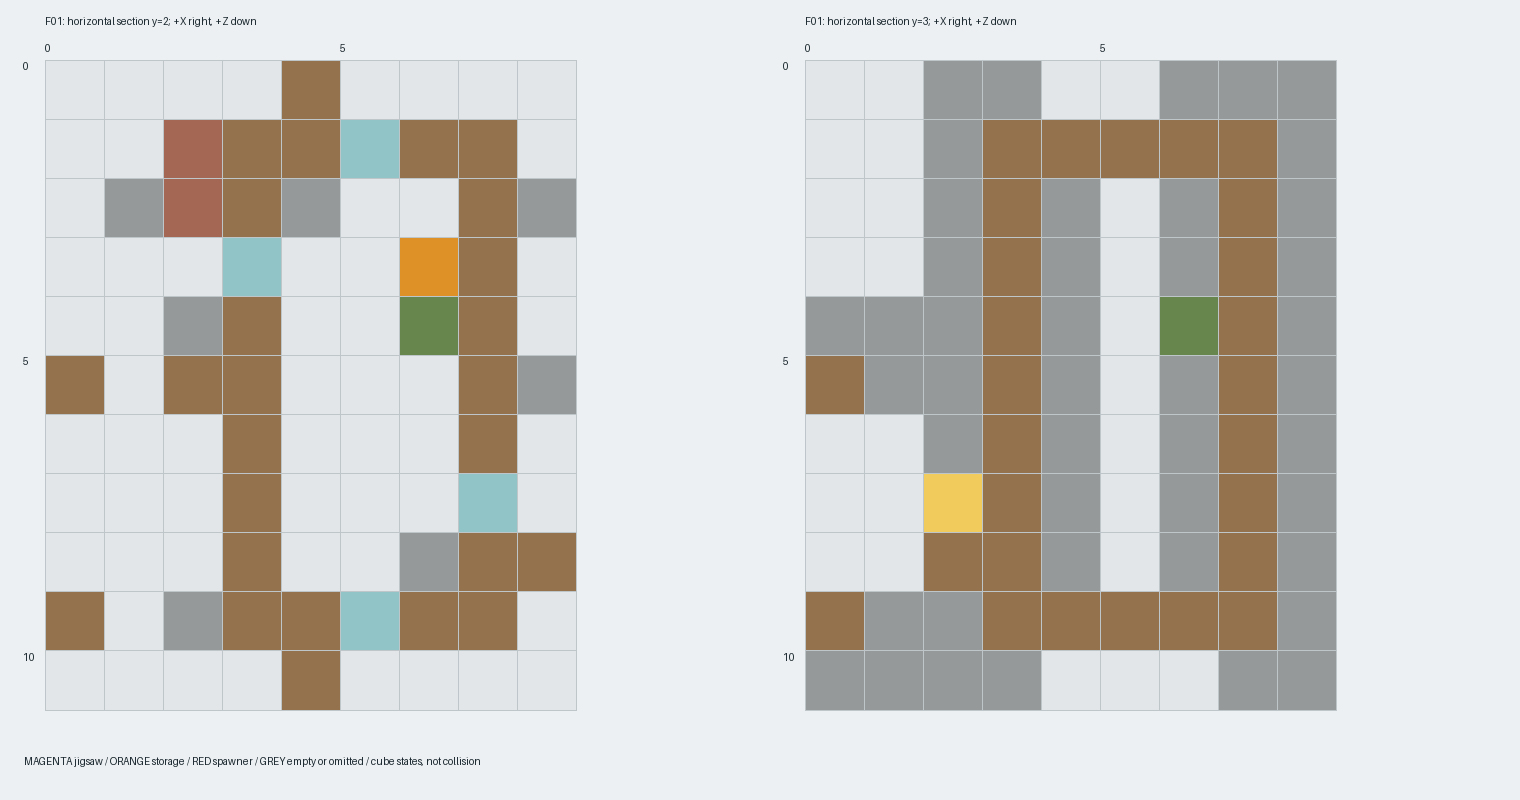 F01: horizontal section y=2; +X right, +Z down
F01: horizontal section y=3; +X right, +Z down
0 5
0 5
0
0
5
5
10
10
MAGENTA jigsaw / ORANGE storage / RED spawner / GREY empty or omitted / cube states, not collision